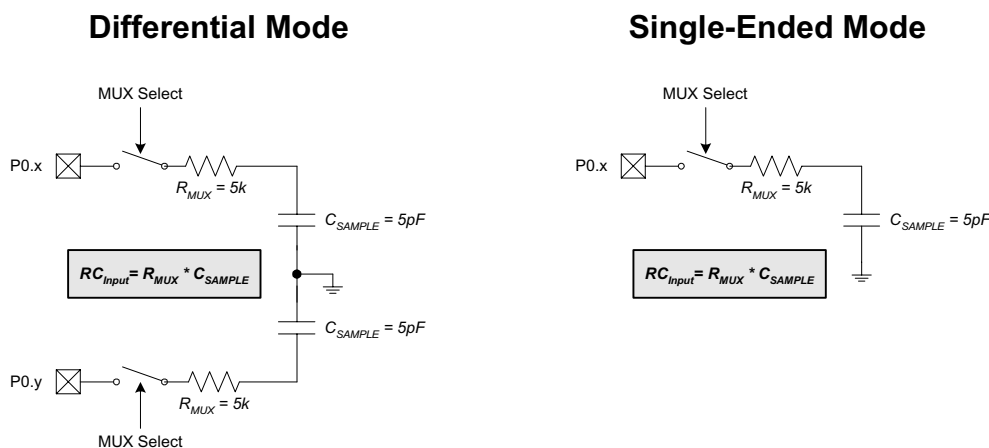 Differential Mode
MUX Select
P0.x
R_MUX = 5k
C_SAMPLE = 5pF
RC_Input= R_MUX * C_SAMPLE
C_SAMPLE = 5pF
P0.y
R_MUX = 5k
MUX Select
Single-Ended Mode
MUX Select
P0.x
R_MUX = 5k
C_SAMPLE = 5pF
RC_Input= R_MUX * C_SAMPLE